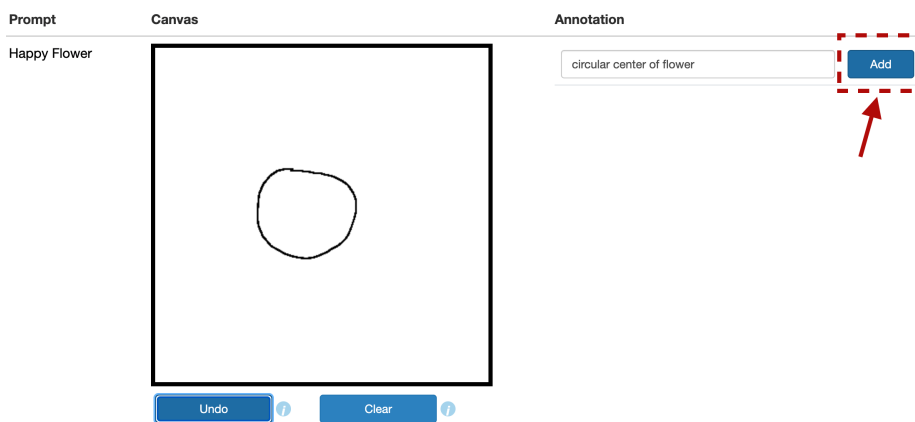 Prompt Canvas Annotation
Happy Flower
circular center of flower Add
Undo i Clear i